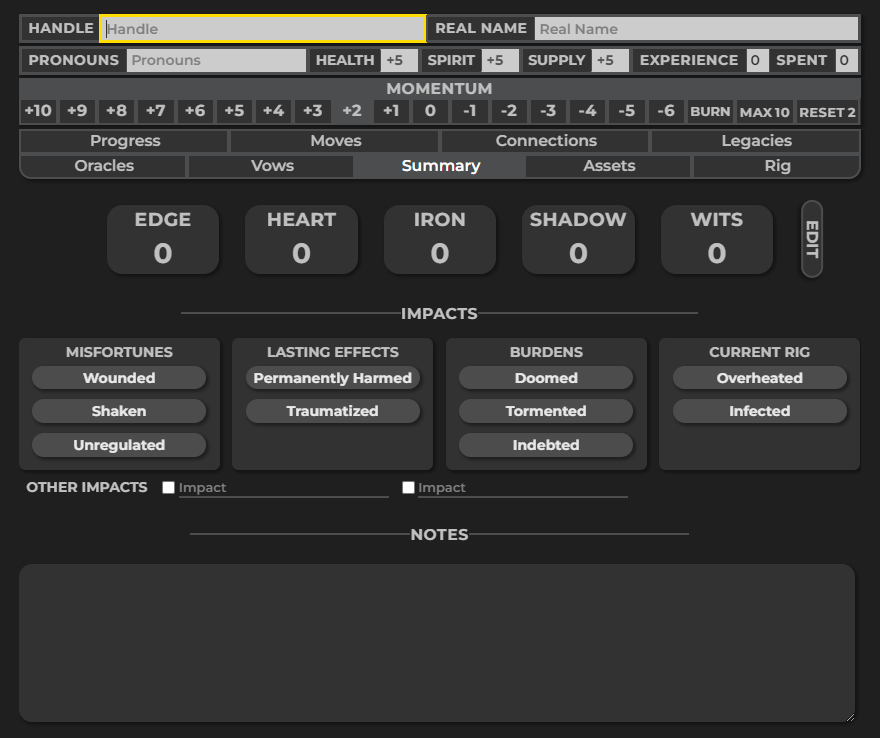 HANDLE Handle REAL NAME Real Name
PRONOUNS Pronouns HEALTH +5 SPIRIT +5 SUPPLY +5 EXPERIENCE 0 SPENT 0
MOMENTUM
+10 +9 +8 +7 +6 +5 +4 +3 +2 +1 0 -1 -2 -3 -4 -5 -6 BURN MAX 10 RESET 2
Progress Moves Connections Legacies
Oracles Vows Summary Assets Rig
EDGE HEART IRON SHADOW WITS EDIT
0 0 0 0 0
IMPACTS
MISFORTUNES LASTING EFFECTS BURDENS CURRENT RIG
Wounded Permanently Harmed Doomed Overheated
Shaken Traumatized Tormented Infected
Unregulated Indebted
OTHER IMPACTS Impact Impact
NOTES